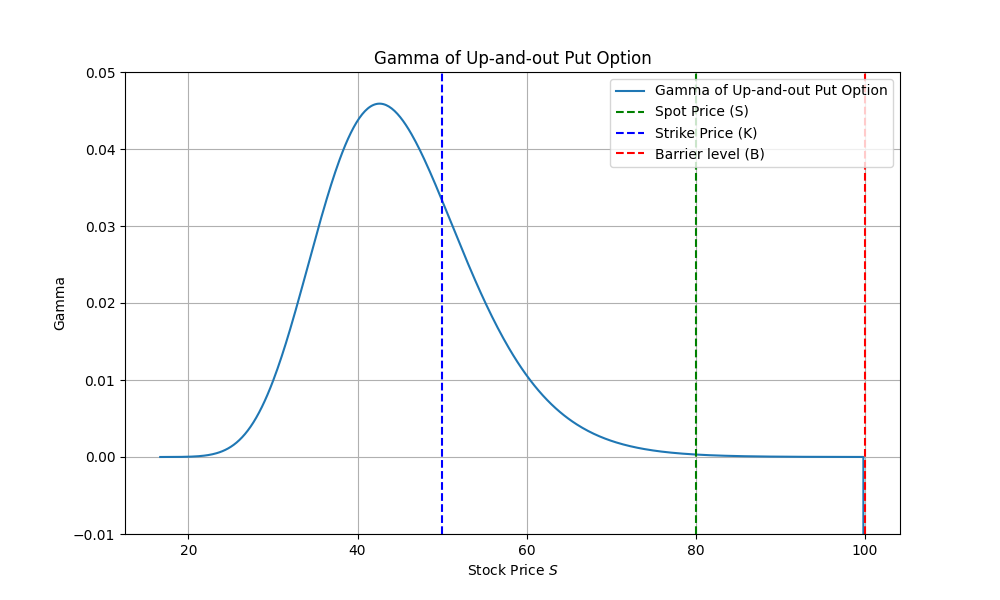 Gamma of Up-and-out Put Option
0.05
0.04
0.03
0.02
0.01
0.00
−0.01
Gamma
Gamma of Up-and-out Put Option
Spot Price (S)
Strike Price (K)
Barrier level (B)
20 40 60 80 100
Stock Price S